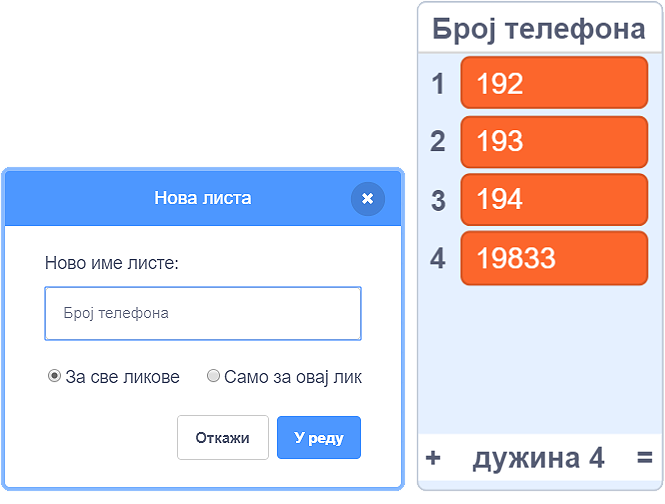 Нова листа
Ново име листе:
Број телефона
За све ликове
Само за овај лик
Откажи
У реду
Број телефона
1 192
2 193
3 194
4 19833
+ дужина 4 =